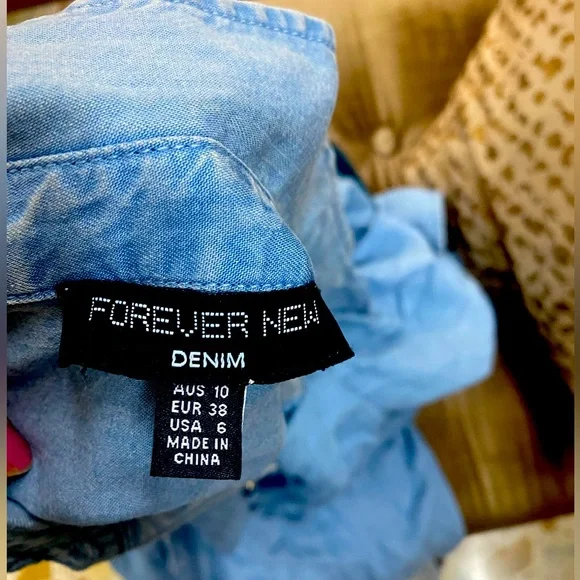 FOREVER NEW
DENIM
AUS 10
EUR 38
USA 6
MADE IN
CHINA